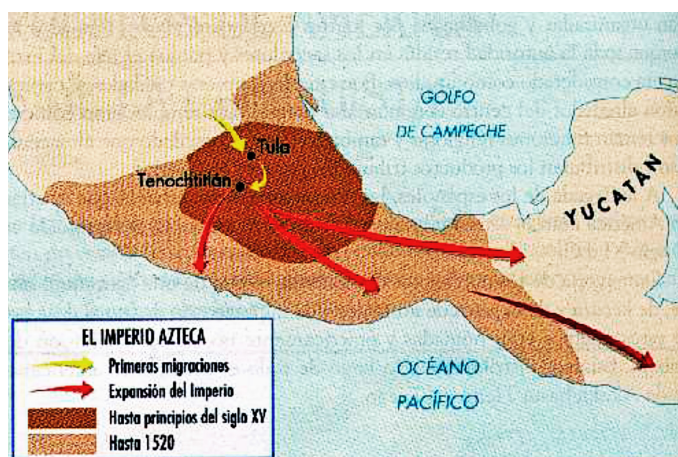 GOLFO
DE CAMPECHE
Tula
Tenochtitlán
YUCATÁN
EL IMPERIO AZTECA
Primeras migraciones
Expansión del Imperio
Hasta principios del siglo XV
Hasta 1520
OCÉANO
PACÍFICO